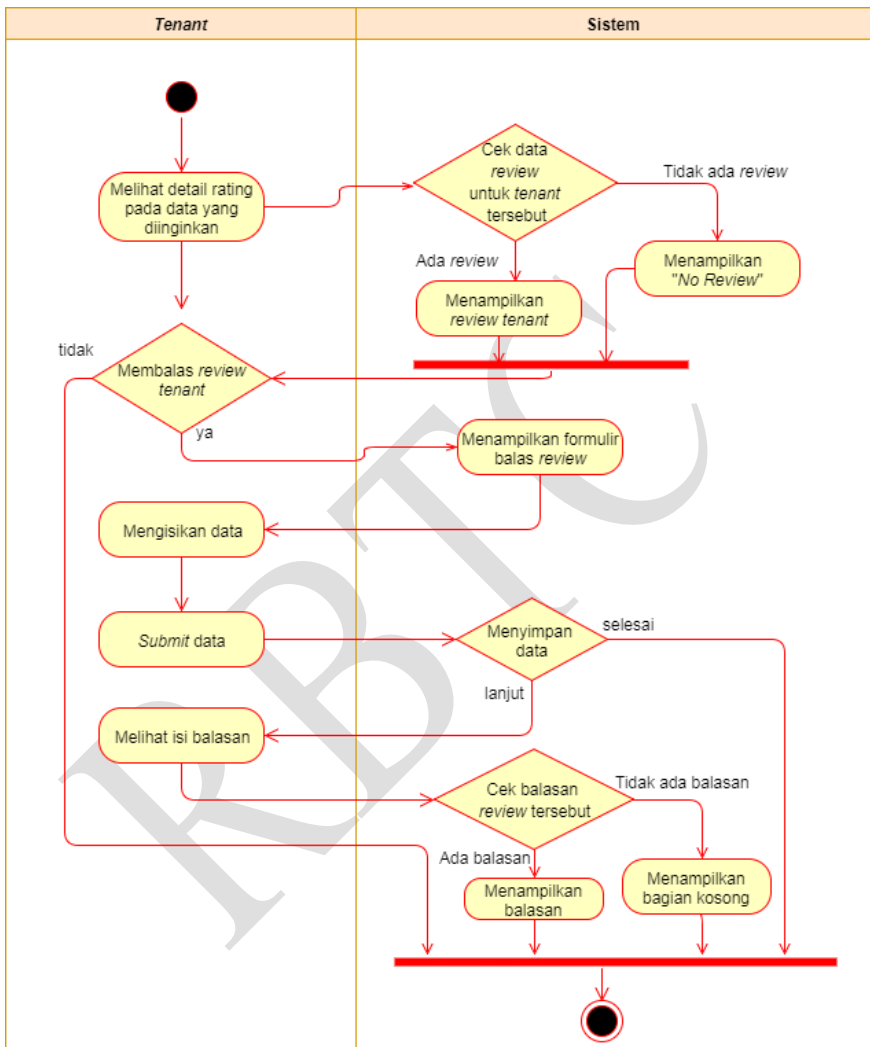 Tenant
Sistem
Melihat detail rating
pada data yang
diinginkan
Cek data
review
untuk tenant
tersebut
Tidak ada review
Ada review
Menampilkan
"No Review"
Menampilkan
review tenant
tidak
Membalas review
tenant
ya
Menampilkan formulir
balas review
Mengisikan data
Submit data
Menyimpan
data
selesai
lanjut
Melihat isi balasan
Cek balasan
review tersebut
Tidak ada balasan
Ada balasan
Menampilkan
balasan
Menampilkan
bagian kosong
RBTC